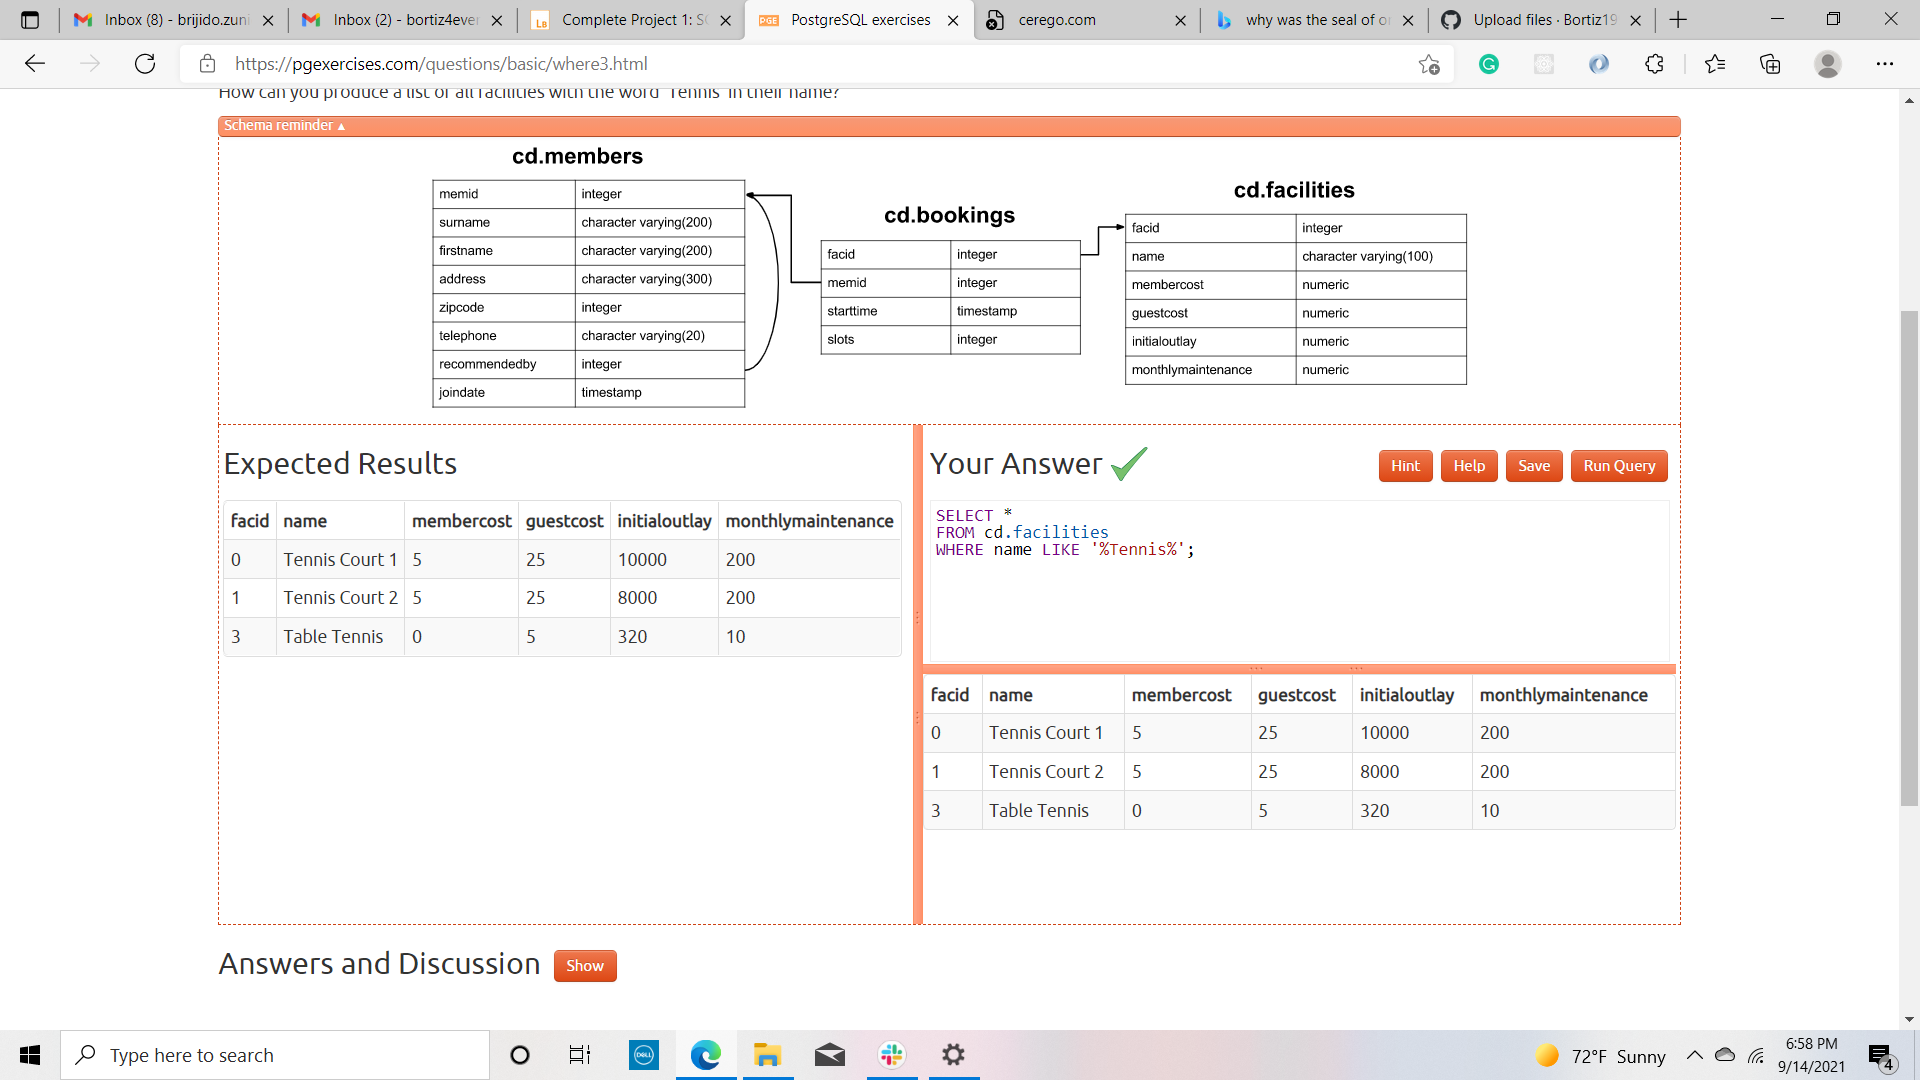 Inbox (8) - brijido.zuni
Inbox (2) - bortiz4ever
Complete Project 1: S
PostgreSQL exercises
cerego.com
why was the seal of o
Upload files · Bortiz19
https://pgexercises.com/questions/basic/where3.html
How can you produce a list of all facilities with the word 'Tennis' in their name?
Schema reminder ▲
cd.members
memid integer
surname character varying(200)
firstname character varying(200)
address character varying(300)
zipcode integer
telephone character varying(20)
recommendedby integer
joindate timestamp
cd.bookings
facid integer
memid integer
starttime timestamp
slots integer
cd.facilities
facid integer
name character varying(100)
membercost numeric
guestcost numeric
initialoutlay numeric
monthlymaintenance numeric
Expected Results
facid name membercost guestcost initialoutlay monthlymaintenance
0 Tennis Court 1 5 25 10000 200
1 Tennis Court 2 5 25 8000 200
3 Table Tennis 0 5 320 10
Your Answer
Hint Help Save Run Query
SELECT *
FROM cd.facilities
WHERE name LIKE '%Tennis%';
facid name membercost guestcost initialoutlay monthlymaintenance
0 Tennis Court 1 5 25 10000 200
1 Tennis Court 2 5 25 8000 200
3 Table Tennis 0 5 320 10
Answers and Discussion Show
Type here to search
DELL
72°F Sunny
6:58 PM
9/14/2021
4